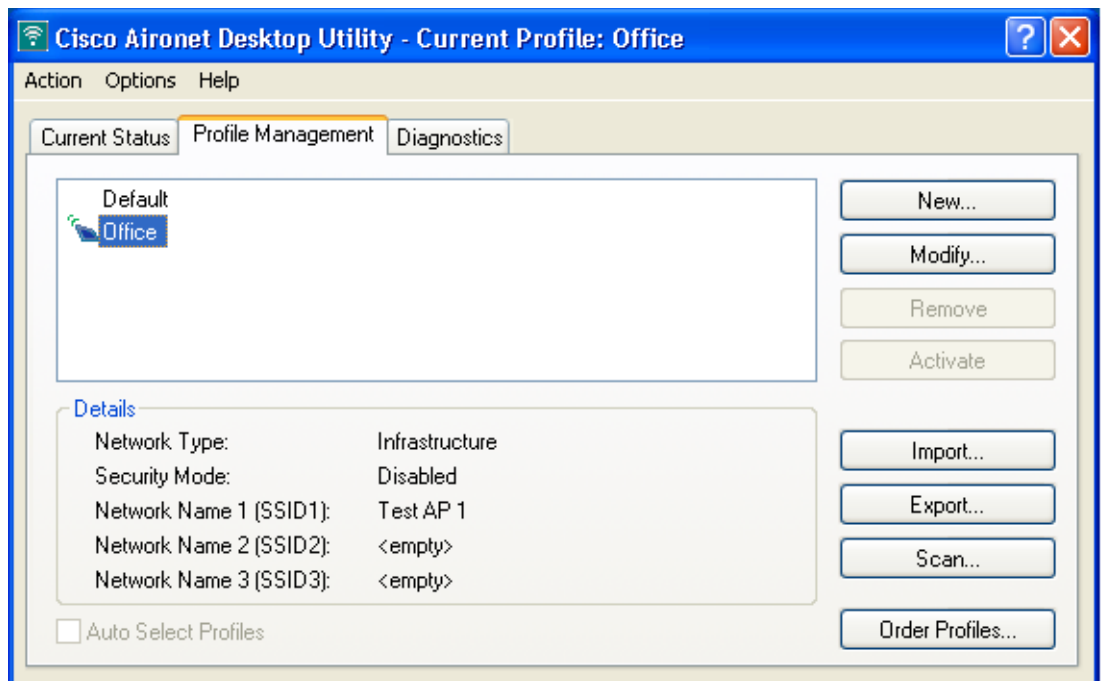 Cisco Aironet Desktop Utility - Current Profile: Office
Action Options Help
Current Status Profile Management Diagnostics
Default
Office
New...
Modify...
Remove
Activate
Details
Network Type: Infrastructure
Security Mode: Disabled
Network Name 1 (SSID1): Test AP 1
Network Name 2 (SSID2): <empty>
Network Name 3 (SSID3): <empty>
Import...
Export...
Scan...
Auto Select Profiles
Order Profiles...